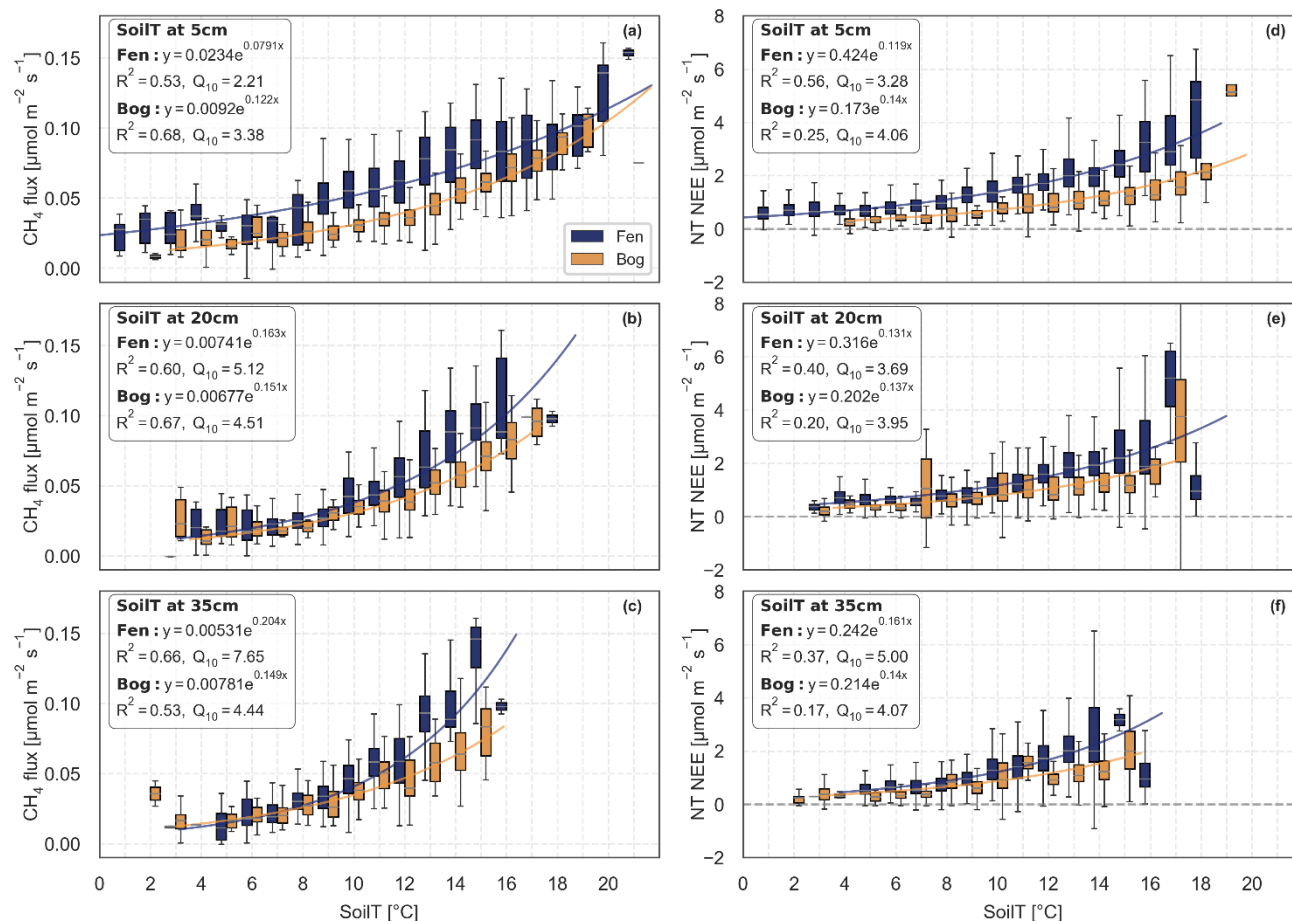 SoilT at 5cm
Fen : y = 0.0234e^0.0791x
R² = 0.53, Q₁₀ = 2.21
Bog : y = 0.0092e^0.122x
R² = 0.68, Q₁₀ = 3.38
(a)
Fen
Bog
CH₄ flux [µmol m⁻² s⁻¹]
0.15
0.10
0.05
0.00
SoilT at 5cm
Fen : y = 0.424e^0.119x
R² = 0.56, Q₁₀ = 3.28
Bog : y = 0.173e^0.14x
R² = 0.25, Q₁₀ = 4.06
(d)
NT NEE [µmol m⁻² s⁻¹]
8
6
4
2
0
−2
SoilT at 20cm
Fen : y = 0.00741e^0.163x
R² = 0.60, Q₁₀ = 5.12
Bog : y = 0.00677e^0.151x
R² = 0.67, Q₁₀ = 4.51
(b)
CH₄ flux [µmol m⁻² s⁻¹]
0.15
0.10
0.05
0.00
SoilT at 20cm
Fen : y = 0.316e^0.131x
R² = 0.40, Q₁₀ = 3.69
Bog : y = 0.202e^0.137x
R² = 0.20, Q₁₀ = 3.95
(e)
NT NEE [µmol m⁻² s⁻¹]
8
6
4
2
0
−2
SoilT at 35cm
Fen : y = 0.00531e^0.204x
R² = 0.66, Q₁₀ = 7.65
Bog : y = 0.00781e^0.149x
R² = 0.53, Q₁₀ = 4.44
(c)
CH₄ flux [µmol m⁻² s⁻¹]
0.15
0.10
0.05
0.00
0 2 4 6 8 10 12 14 16 18 20
SoilT [°C]
SoilT at 35cm
Fen : y = 0.242e^0.161x
R² = 0.37, Q₁₀ = 5.00
Bog : y = 0.214e^0.14x
R² = 0.17, Q₁₀ = 4.07
(f)
NT NEE [µmol m⁻² s⁻¹]
8
6
4
2
0
−2
0 2 4 6 8 10 12 14 16 18 20
SoilT [°C]